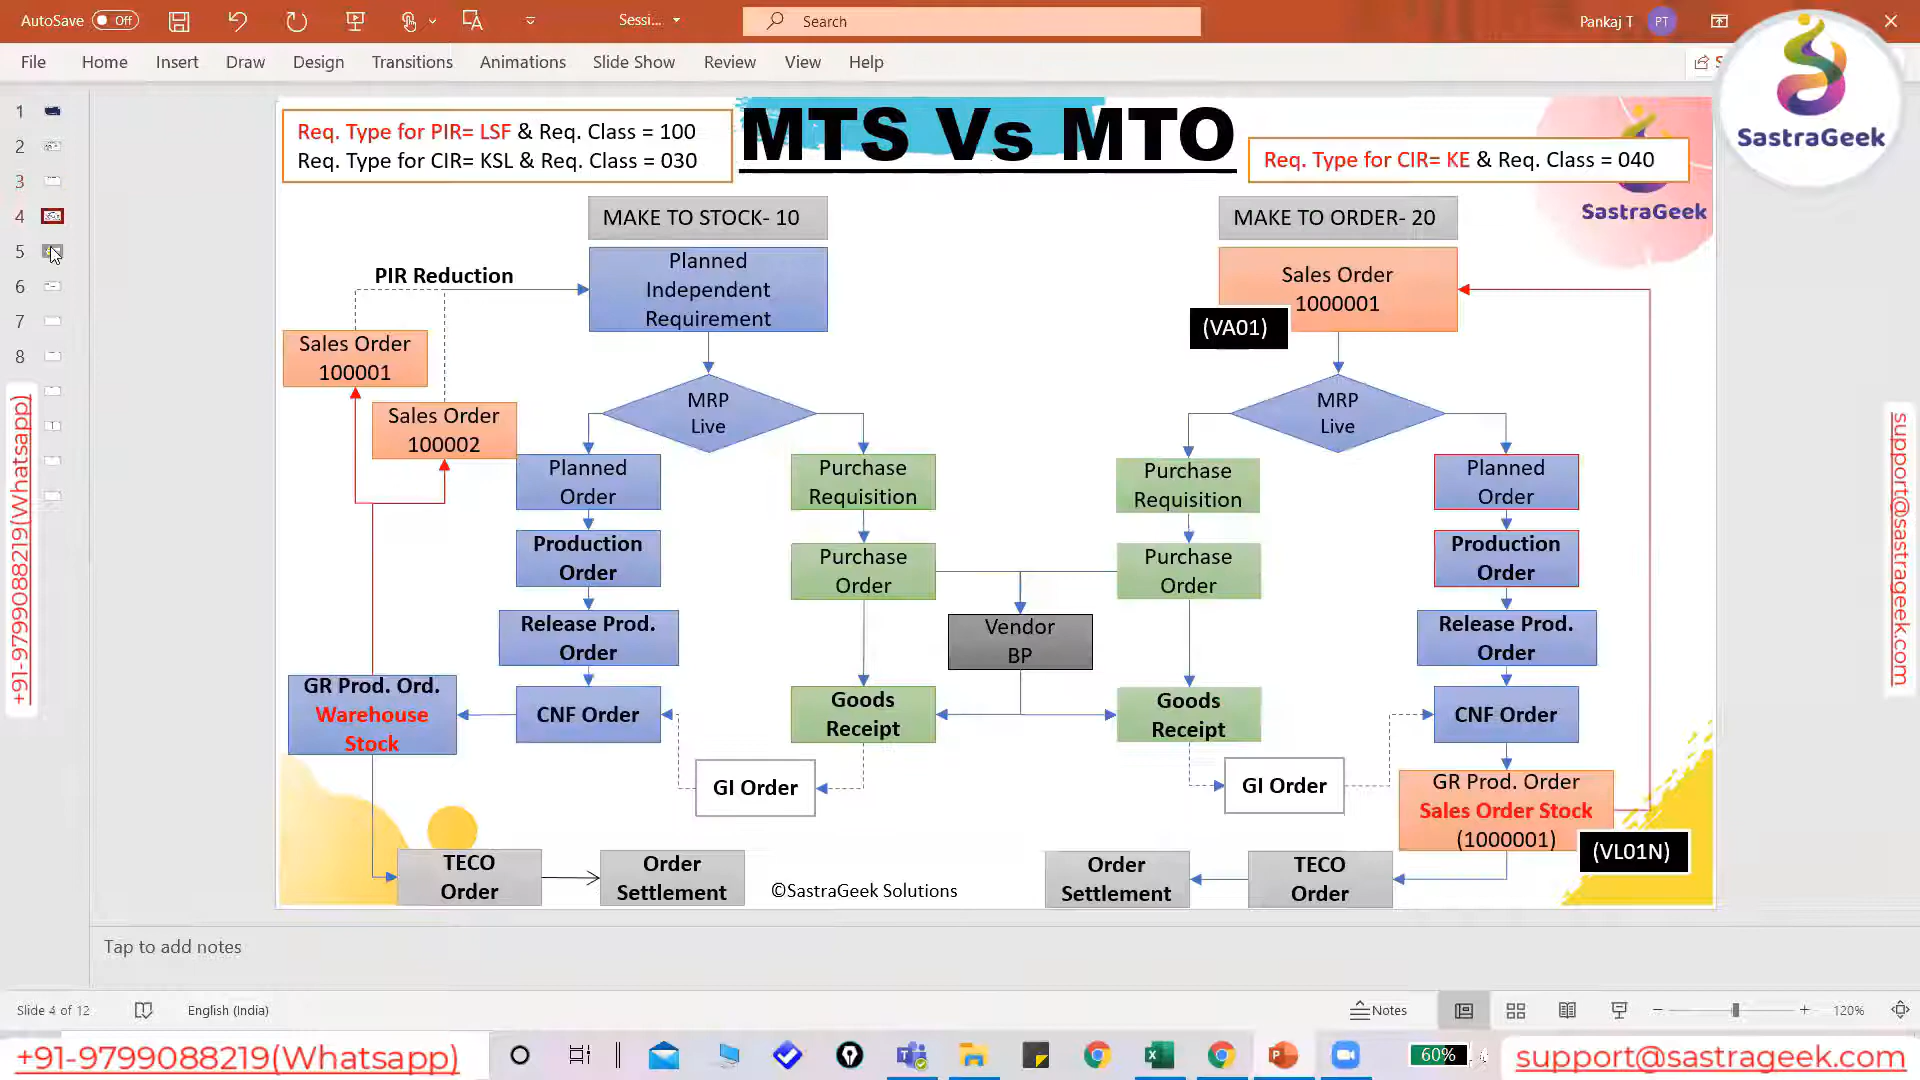 AutoSave Off
Sessi...
Search
Pankaj T PT
File Home Insert Draw Design Transitions Animations Slide Show Review View Help
SastraGeek
1
2
3
4
5
6
7
8
MTS Vs MTO
Req. Type for PIR= LSF & Req. Class = 100
Req. Type for CIR= KSL & Req. Class = 030
Req. Type for CIR= KE & Req. Class = 040
SastraGeek
MAKE TO STOCK- 10
MAKE TO ORDER- 20
PIR Reduction
Planned
Independent
Requirement
Sales Order
1000001
(VA01)
Sales Order
100001
Sales Order
100002
MRP
Live
MRP
Live
Planned
Order
Purchase
Requisition
Purchase
Requisition
Planned
Order
Production
Order
Purchase
Order
Purchase
Order
Production
Order
Release Prod.
Order
Vendor
BP
Release Prod.
Order
GR Prod. Ord.
Warehouse
Stock
CNF Order
Goods
Receipt
Goods
Receipt
CNF Order
GI Order
GI Order
GR Prod. Order
Sales Order Stock
(1000001)
(VL01N)
TECO
Order
Order
Settlement
©SastraGeek Solutions
Order
Settlement
TECO
Order
+91-9799088219(Whatsapp)
support@sastrageek.com
Tap to add notes
Slide 4 of 12
English (India)
Notes
120%
+91-9799088219(Whatsapp)
60%
support@sastrageek.com